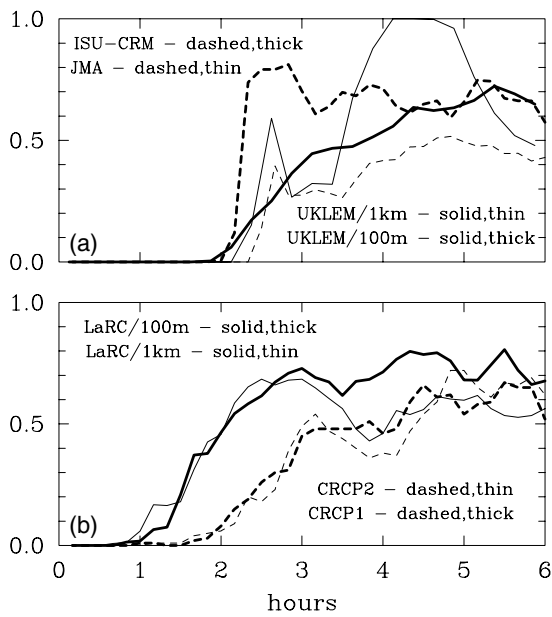 1.0
ISU-CRM – dashed,thick
JMA – dashed,thin
0.5
UKLEM/1km – solid,thin
UKLEM/100m – solid,thick
(a)
0.0
1.0
LaRC/100m – solid,thick
LaRC/1km – solid,thin
0.5
CRCP2 – dashed,thin
CRCP1 – dashed,thick
(b)
0.0
0 1 2 3 4 5 6
hours